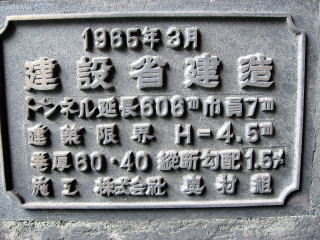 1965年3月
建設省建造
トンネル延長606m巾員7m
建築限界 H=4.5m
巻厚60・40 縦断勾配1.5%
施工 株式会社 奥村組